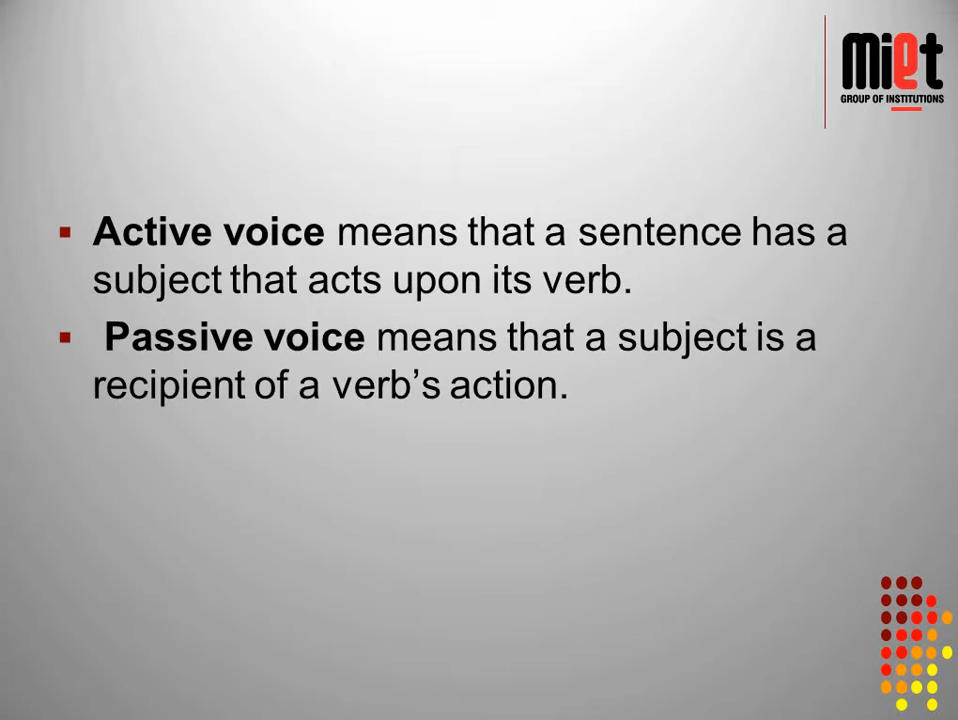 miet
GROUP OF INSTITUTIONS
Active voice means that a sentence has a
subject that acts upon its verb.
Passive voice means that a subject is a
recipient of a verb’s action.